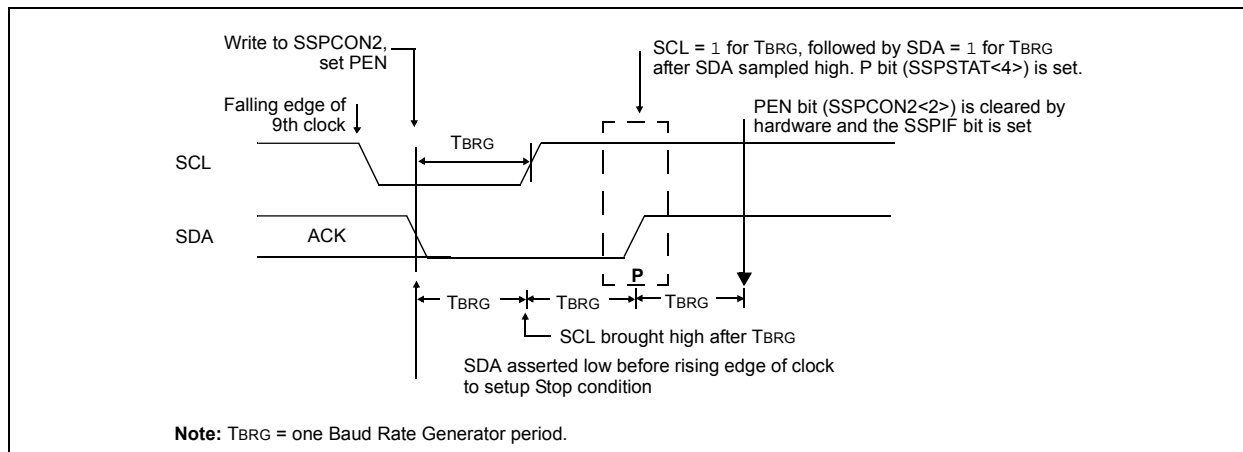 Write to SSPCON2,
set PEN
SCL = 1 for TBRG, followed by SDA = 1 for TBRG
after SDA sampled high. P bit (SSPSTAT<4>) is set.
Falling edge of
9th clock
PEN bit (SSPCON2<2>) is cleared by
hardware and the SSPIF bit is set
TBRG
SCL
SDA
ACK
P
TBRG
TBRG
TBRG
SCL brought high after TBRG
SDA asserted low before rising edge of clock
to setup Stop condition
Note: TBRG = one Baud Rate Generator period.